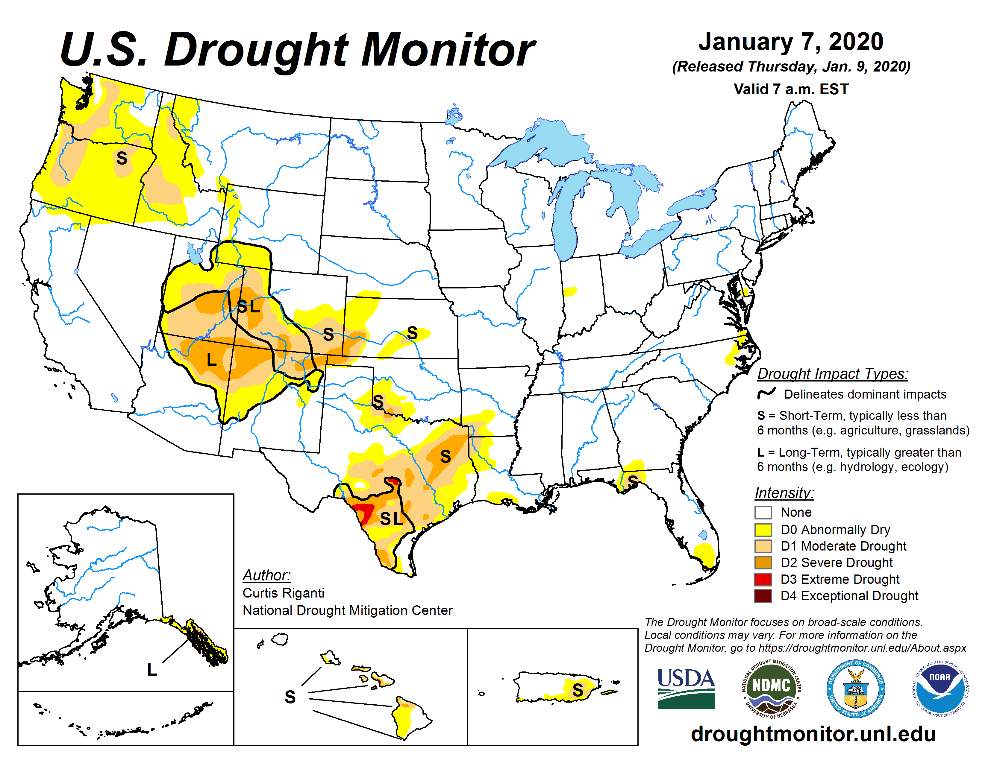 U.S. Drought Monitor
January 7, 2020
(Released Thursday, Jan. 9, 2020)
Valid 7 a.m. EST
S
SL
S
S
L
S
S
SL
S
Drought Impact Types:
Delineates dominant impacts
S = Short-Term, typically less than
6 months (e.g. agriculture, grasslands)
L = Long-Term, typically greater than
6 months (e.g. hydrology, ecology)
Intensity:
None
D0 Abnormally Dry
D1 Moderate Drought
D2 Severe Drought
D3 Extreme Drought
D4 Exceptional Drought
Author:
Curtis Riganti
National Drought Mitigation Center
L
S
S
The Drought Monitor focuses on broad-scale conditions.
Local conditions may vary. For more information on the
Drought Monitor, go to https://droughtmonitor.unl.edu/About.aspx
USDA
NDMC
NOAA
droughtmonitor.unl.edu